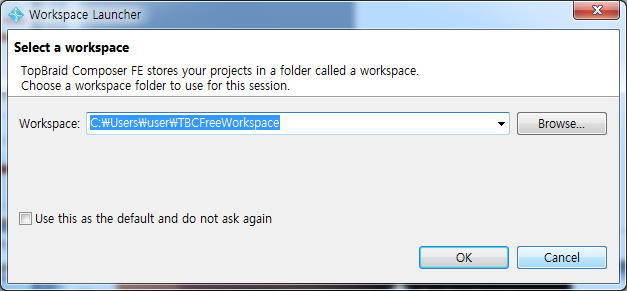 Workspace Launcher
Select a workspace
TopBraid Composer FE stores your projects in a folder called a workspace.
Choose a workspace folder to use for this session.
Workspace: C:₩Users₩user₩TBCFreeWorkspace Browse...
Use this as the default and do not ask again
OK Cancel